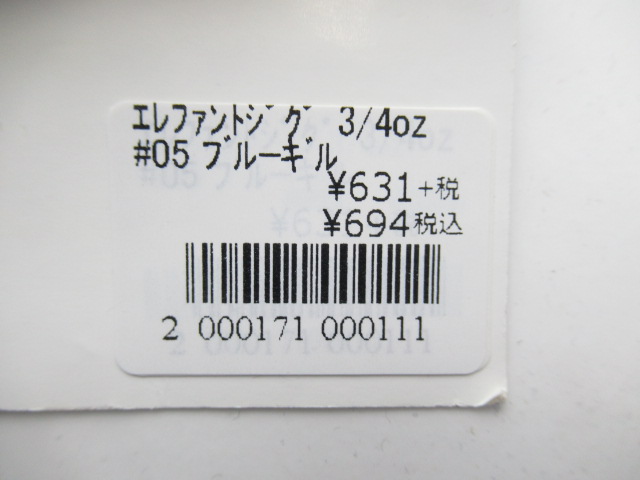 ｴﾚﾌｧﾝﾄｼﾞｸﾞ 3/4oz
#05 ﾌﾞﾙｰｷﾞﾙ
¥631+税
¥694税込
2 000171 000111